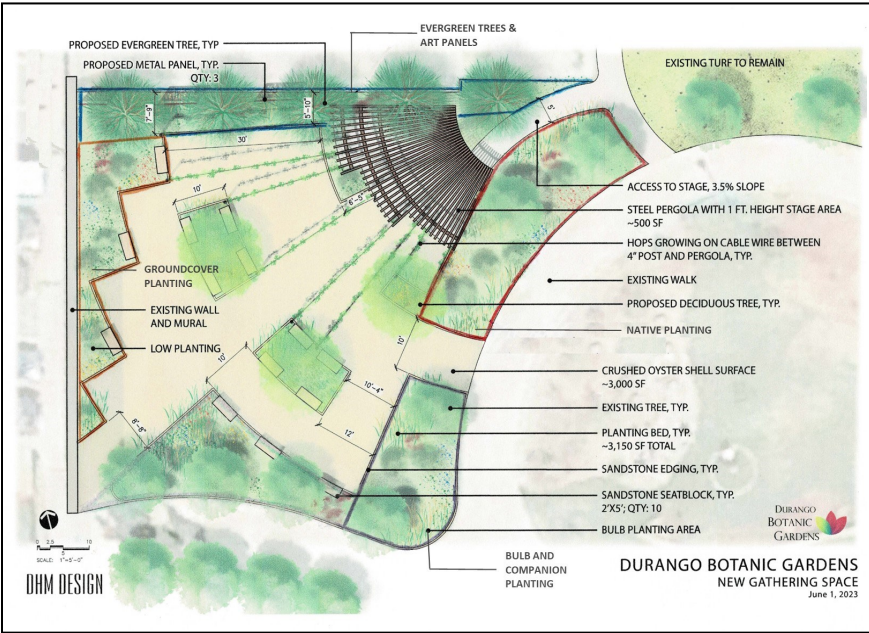 EVERGREEN TREES &
ART PANELS
PROPOSED EVERGREEN TREE, TYP
PROPOSED METAL PANEL, TYP.
QTY: 3
EXISTING TURF TO REMAIN
7'-9"
5'-10"
5'
30'
10'
6'-5"
ACCESS TO STAGE, 3.5% SLOPE
STEEL PERGOLA WITH 1 FT. HEIGHT STAGE AREA
~500 SF
HOPS GROWING ON CABLE WIRE BETWEEN
4" POST AND PERGOLA, TYP.
GROUNDCOVER
PLANTING
EXISTING WALK
EXISTING WALL
AND MURAL
PROPOSED DECIDUOUS TREE, TYP.
NATIVE PLANTING
LOW PLANTING
10'
10'
CRUSHED OYSTER SHELL SURFACE
~3,000 SF
10'-4"
EXISTING TREE, TYP.
8'-8"
12'
PLANTING BED, TYP.
~3,150 SF TOTAL
SANDSTONE EDGING, TYP.
SANDSTONE SEATBLOCK, TYP.
2'X5'; QTY: 10
BULB PLANTING AREA
DURANGO
BOTANIC
GARDENS
0 2.5 10
5
SCALE: 1"=5'-0"
BULB AND
COMPANION
PLANTING
DHM DESIGN
DURANGO BOTANIC GARDENS
NEW GATHERING SPACE
June 1, 2023